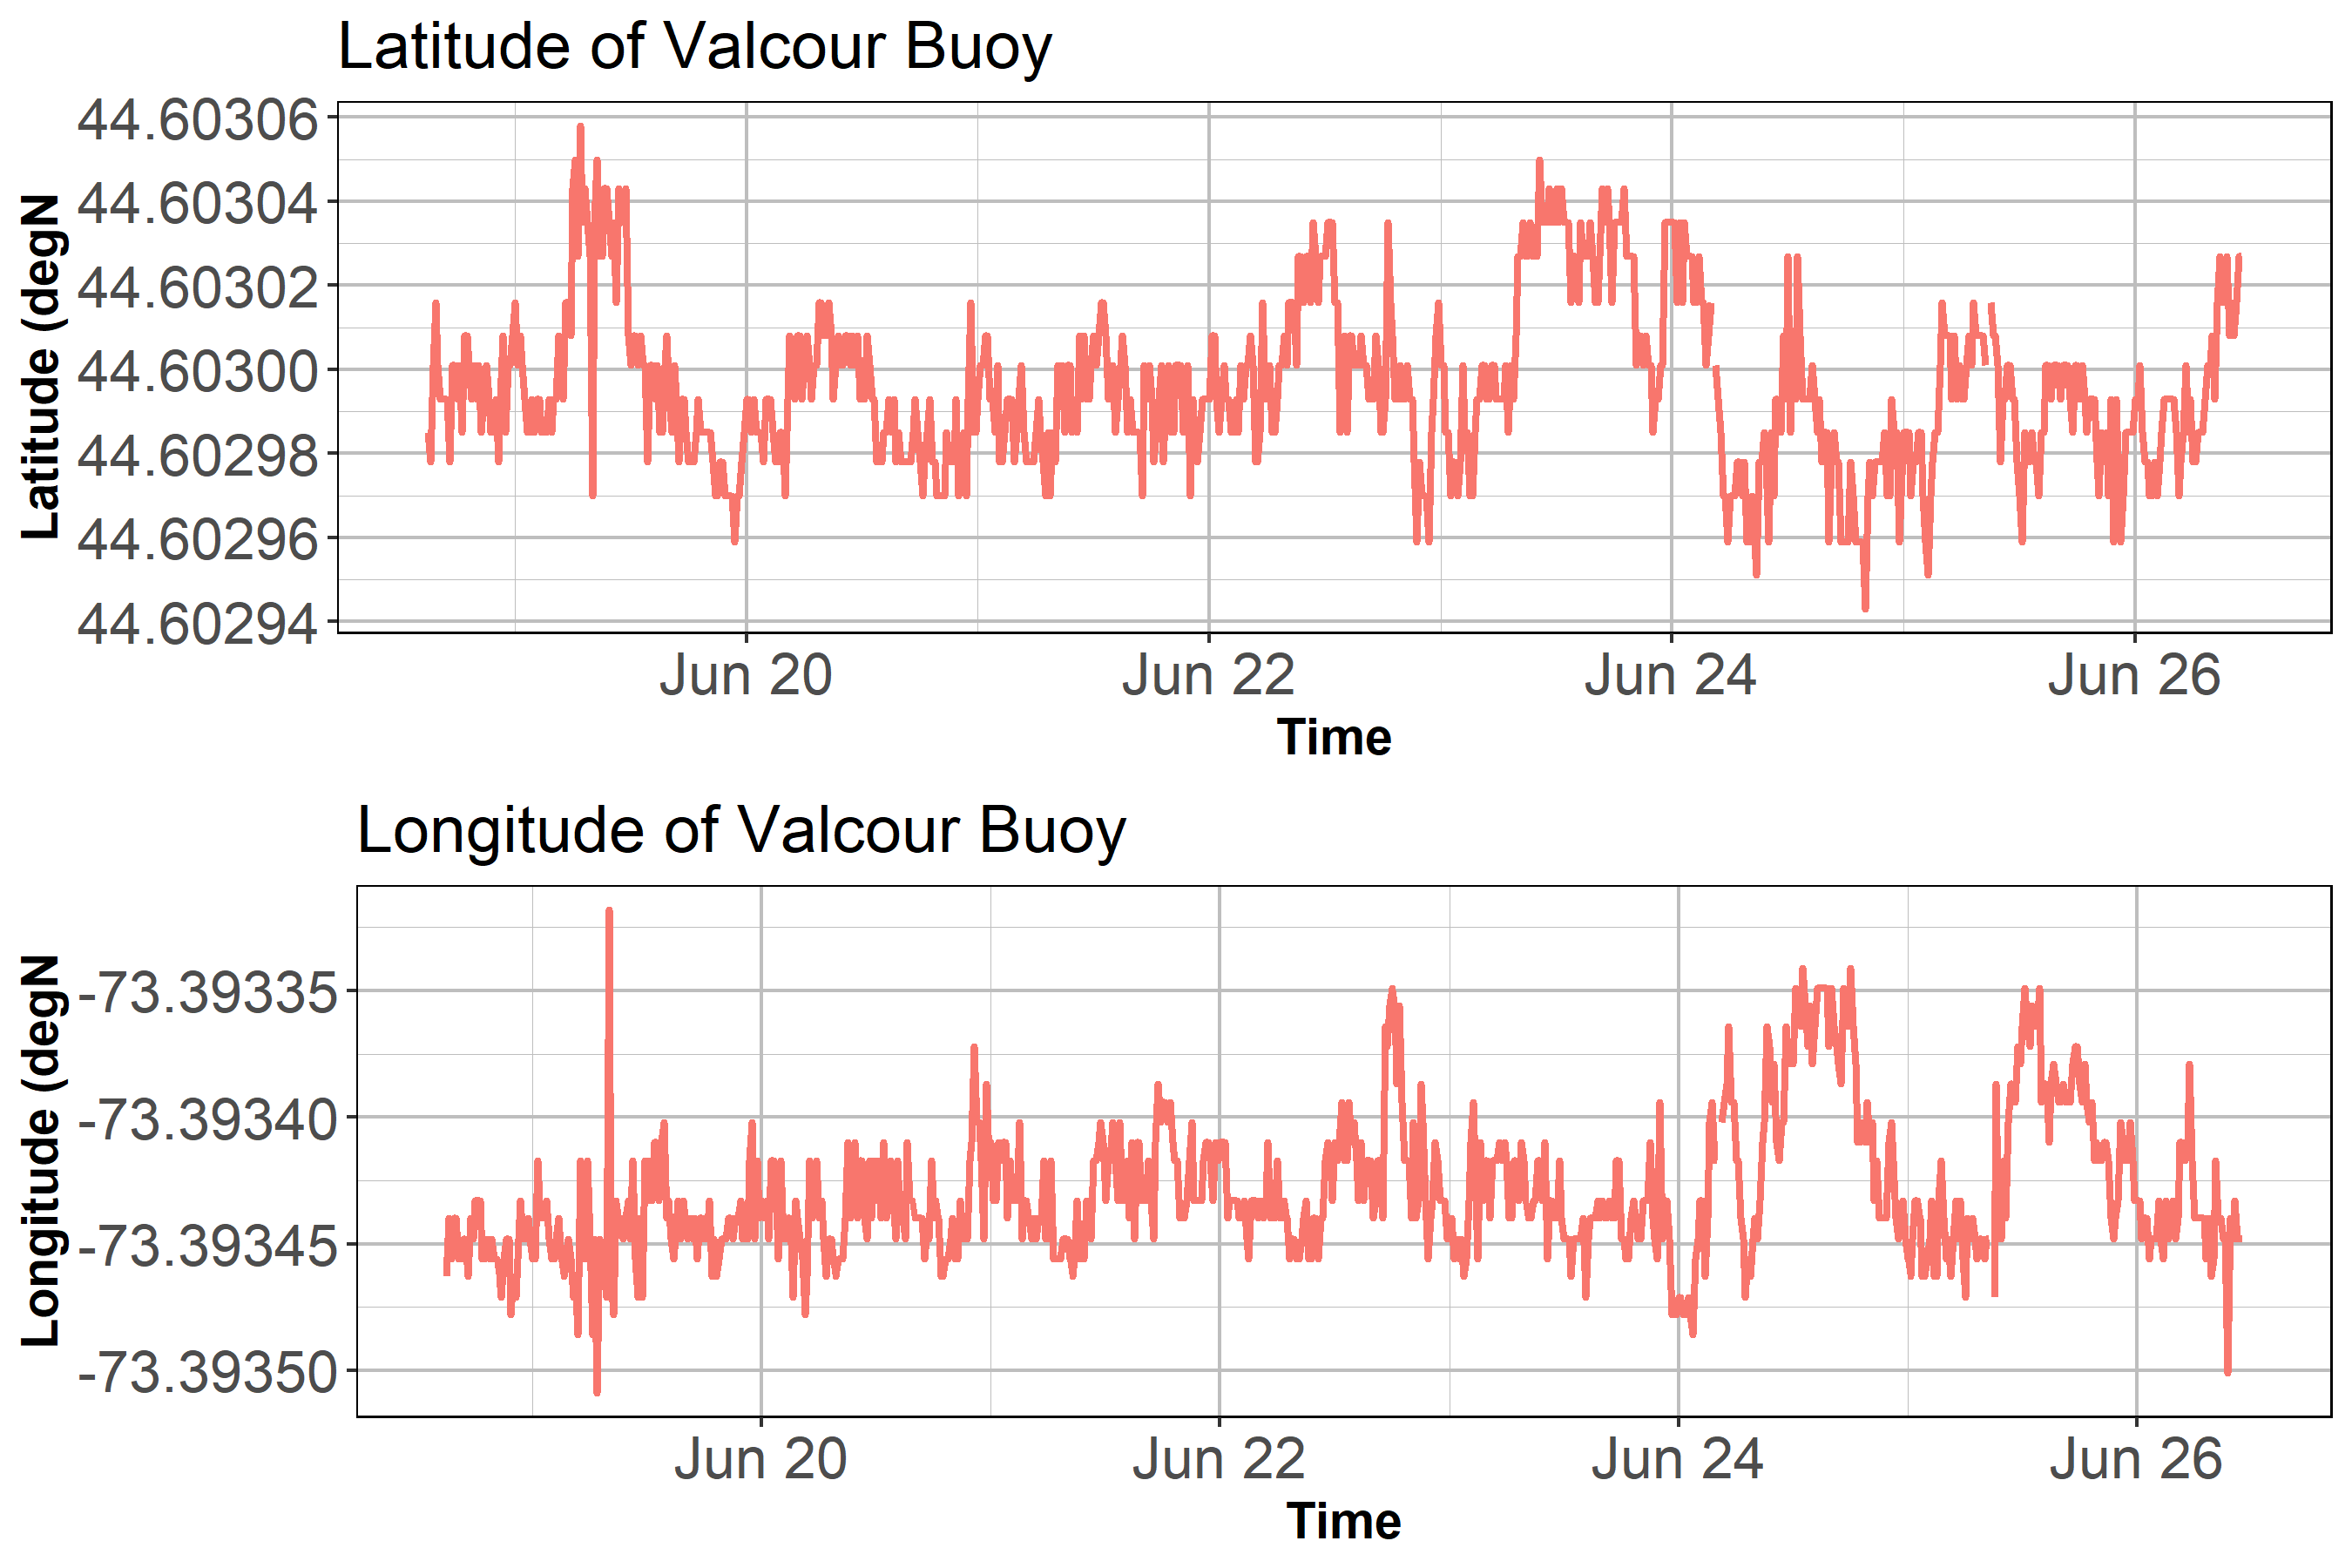 Latitude of Valcour Buoy
Latitude (degN
44.60306
44.60304
44.60302
44.60300
44.60298
44.60296
44.60294
Jun 20
Jun 22
Jun 24
Jun 26
Time
Longitude of Valcour Buoy
Longitude (degN
-73.39335
-73.39340
-73.39345
-73.39350
Jun 20
Jun 22
Jun 24
Jun 26
Time